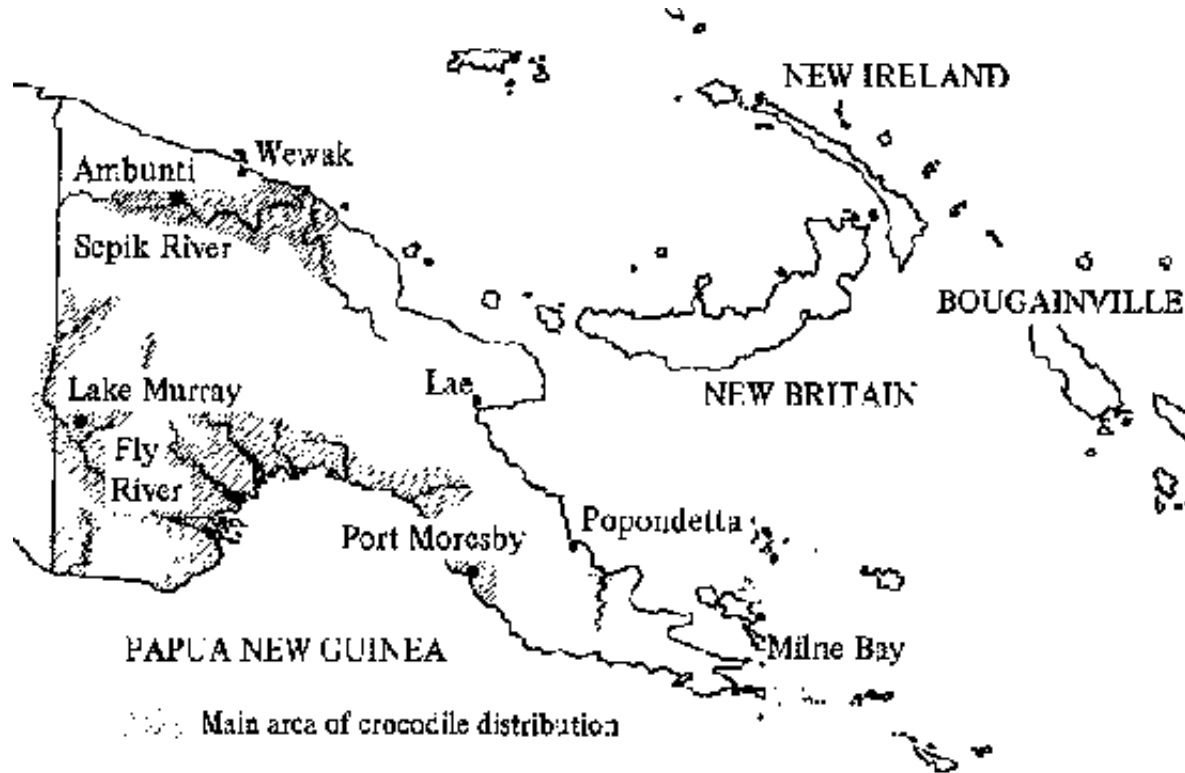 NEW IRELAND
Wewak
Ambunti
Sepik River
BOUGAINVILLE
Lake Murray
Lae
NEW BRITAIN
Fly
River
Popondetta
Port Moresby
PAPUA NEW GUINEA
Milne Bay
Main area of crocodile distribution